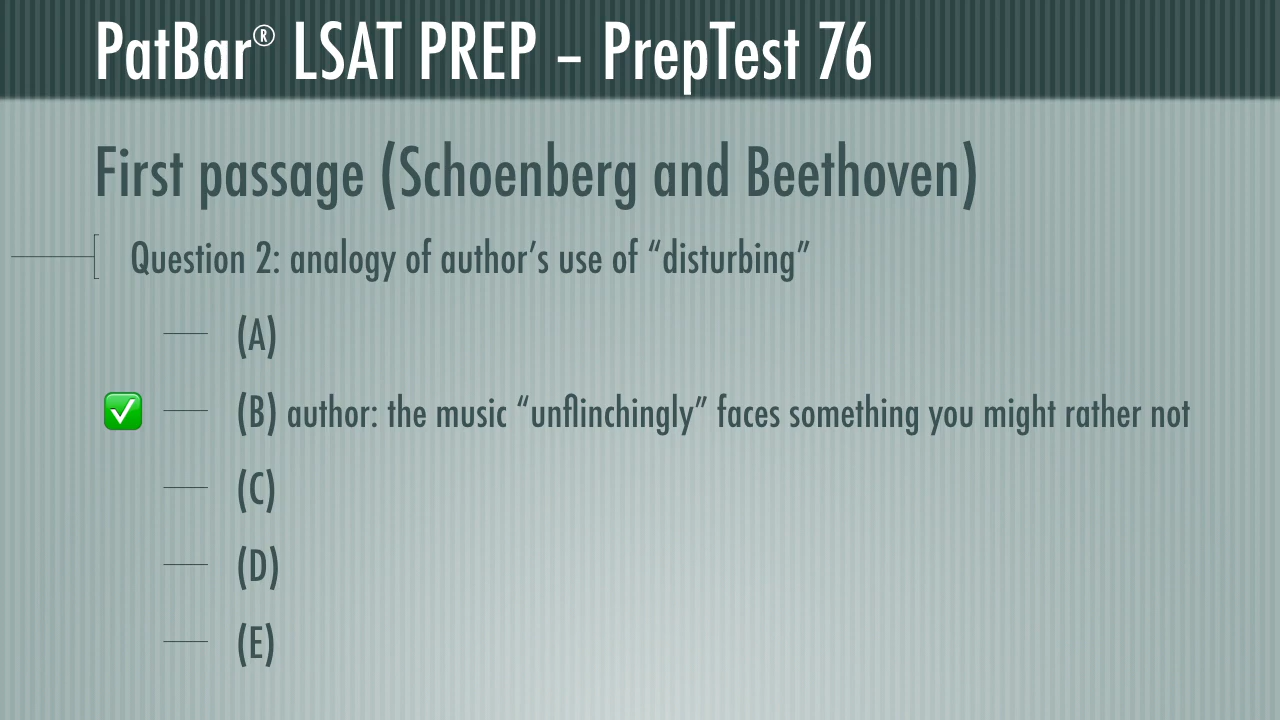 PatBar® LSAT PREP – PrepTest 76
First passage (Schoenberg and Beethoven)
Question 2: analogy of author’s use of “disturbing”
(A)
(B) author: the music “unflinchingly” faces something you might rather not
(C)
(D)
(E)